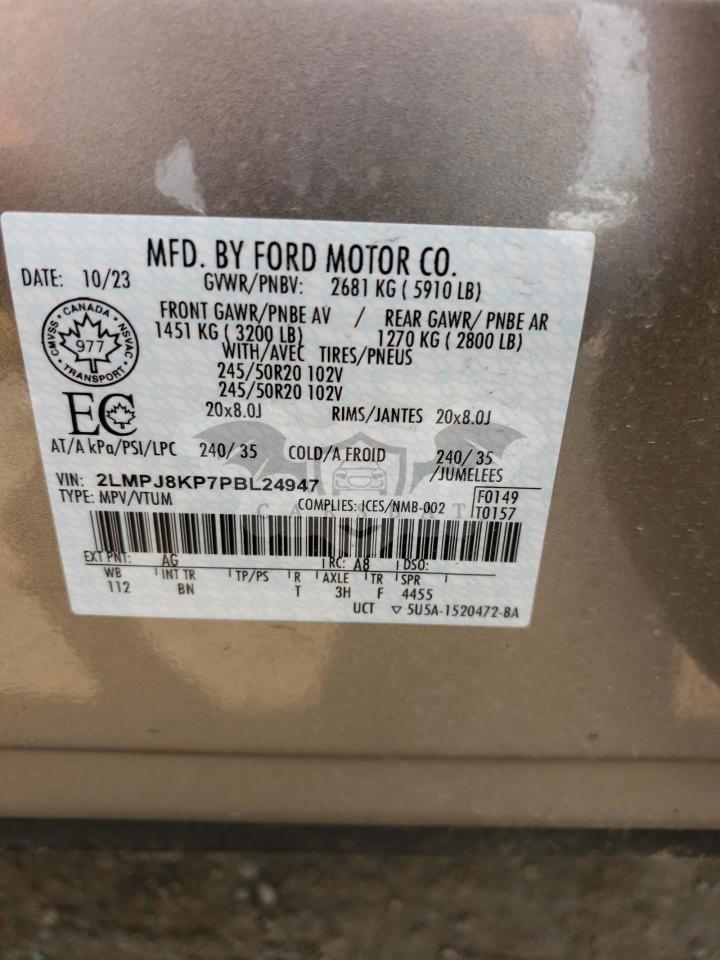 MFD. BY FORD MOTOR CO.
DATE: 10/23 GVWR/PNBV: 2681 KG ( 5910 LB)
FRONT GAWR/PNBE AV / REAR GAWR/ PNBE AR
1451 KG ( 3200 LB) 1270 KG ( 2800 LB)
WITH/AVEC TIRES/PNEUS
245/50R20 102V
245/50R20 102V
20x8.0J RIMS/JANTES 20x8.0J
CANADA
CMVSS NSVAC
977
TRANSPORT
EC
AT/A kPa/PSI/LPC 240/ 35 COLD/A FROID 240/ 35
/JUMELEES
VIN: 2LMPJ8KP7PBL24947
TYPE: MPV/VTUM COMPLIES: ICES/NMB-002
F0149
T0157
EXT PNT: AG RC: A8 DSO:
WB INT TR TP/PS R AXLE TR SPR
112 BN T 3H F 4455
UCT ▽ 5U5A-1520472-BA